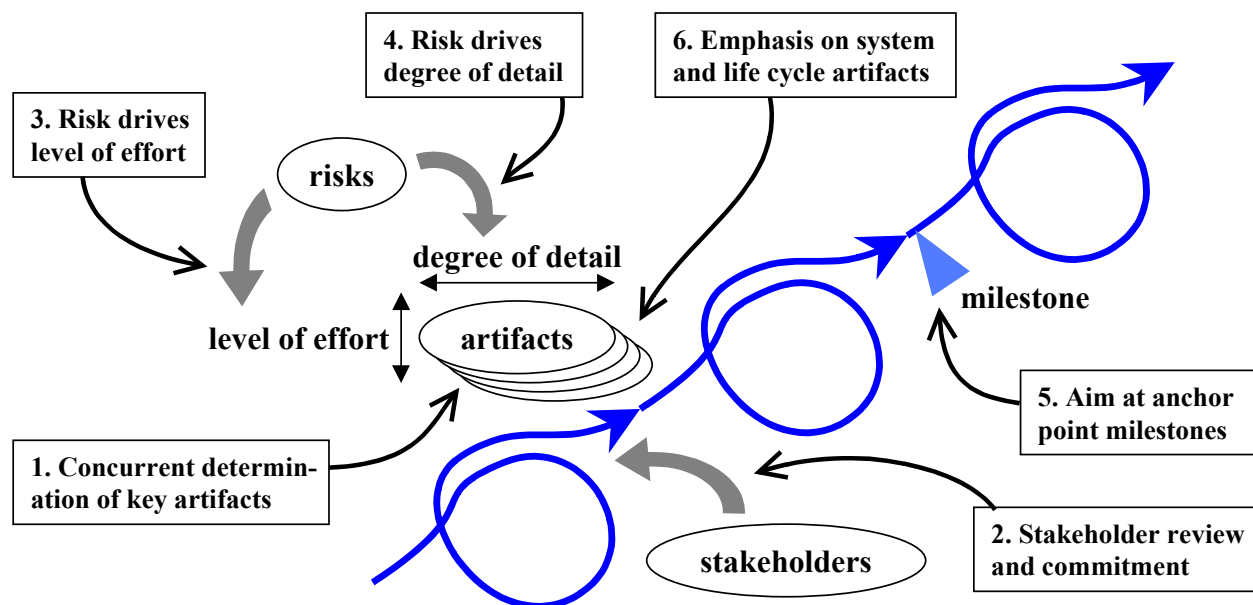 4. Risk drives
degree of detail
6. Emphasis on system
and life cycle artifacts
3. Risk drives
level of effort
risks
degree of detail
milestone
level of effort
artifacts
5. Aim at anchor
point milestones
1. Concurrent determin-
ation of key artifacts
2. Stakeholder review
and commitment
stakeholders